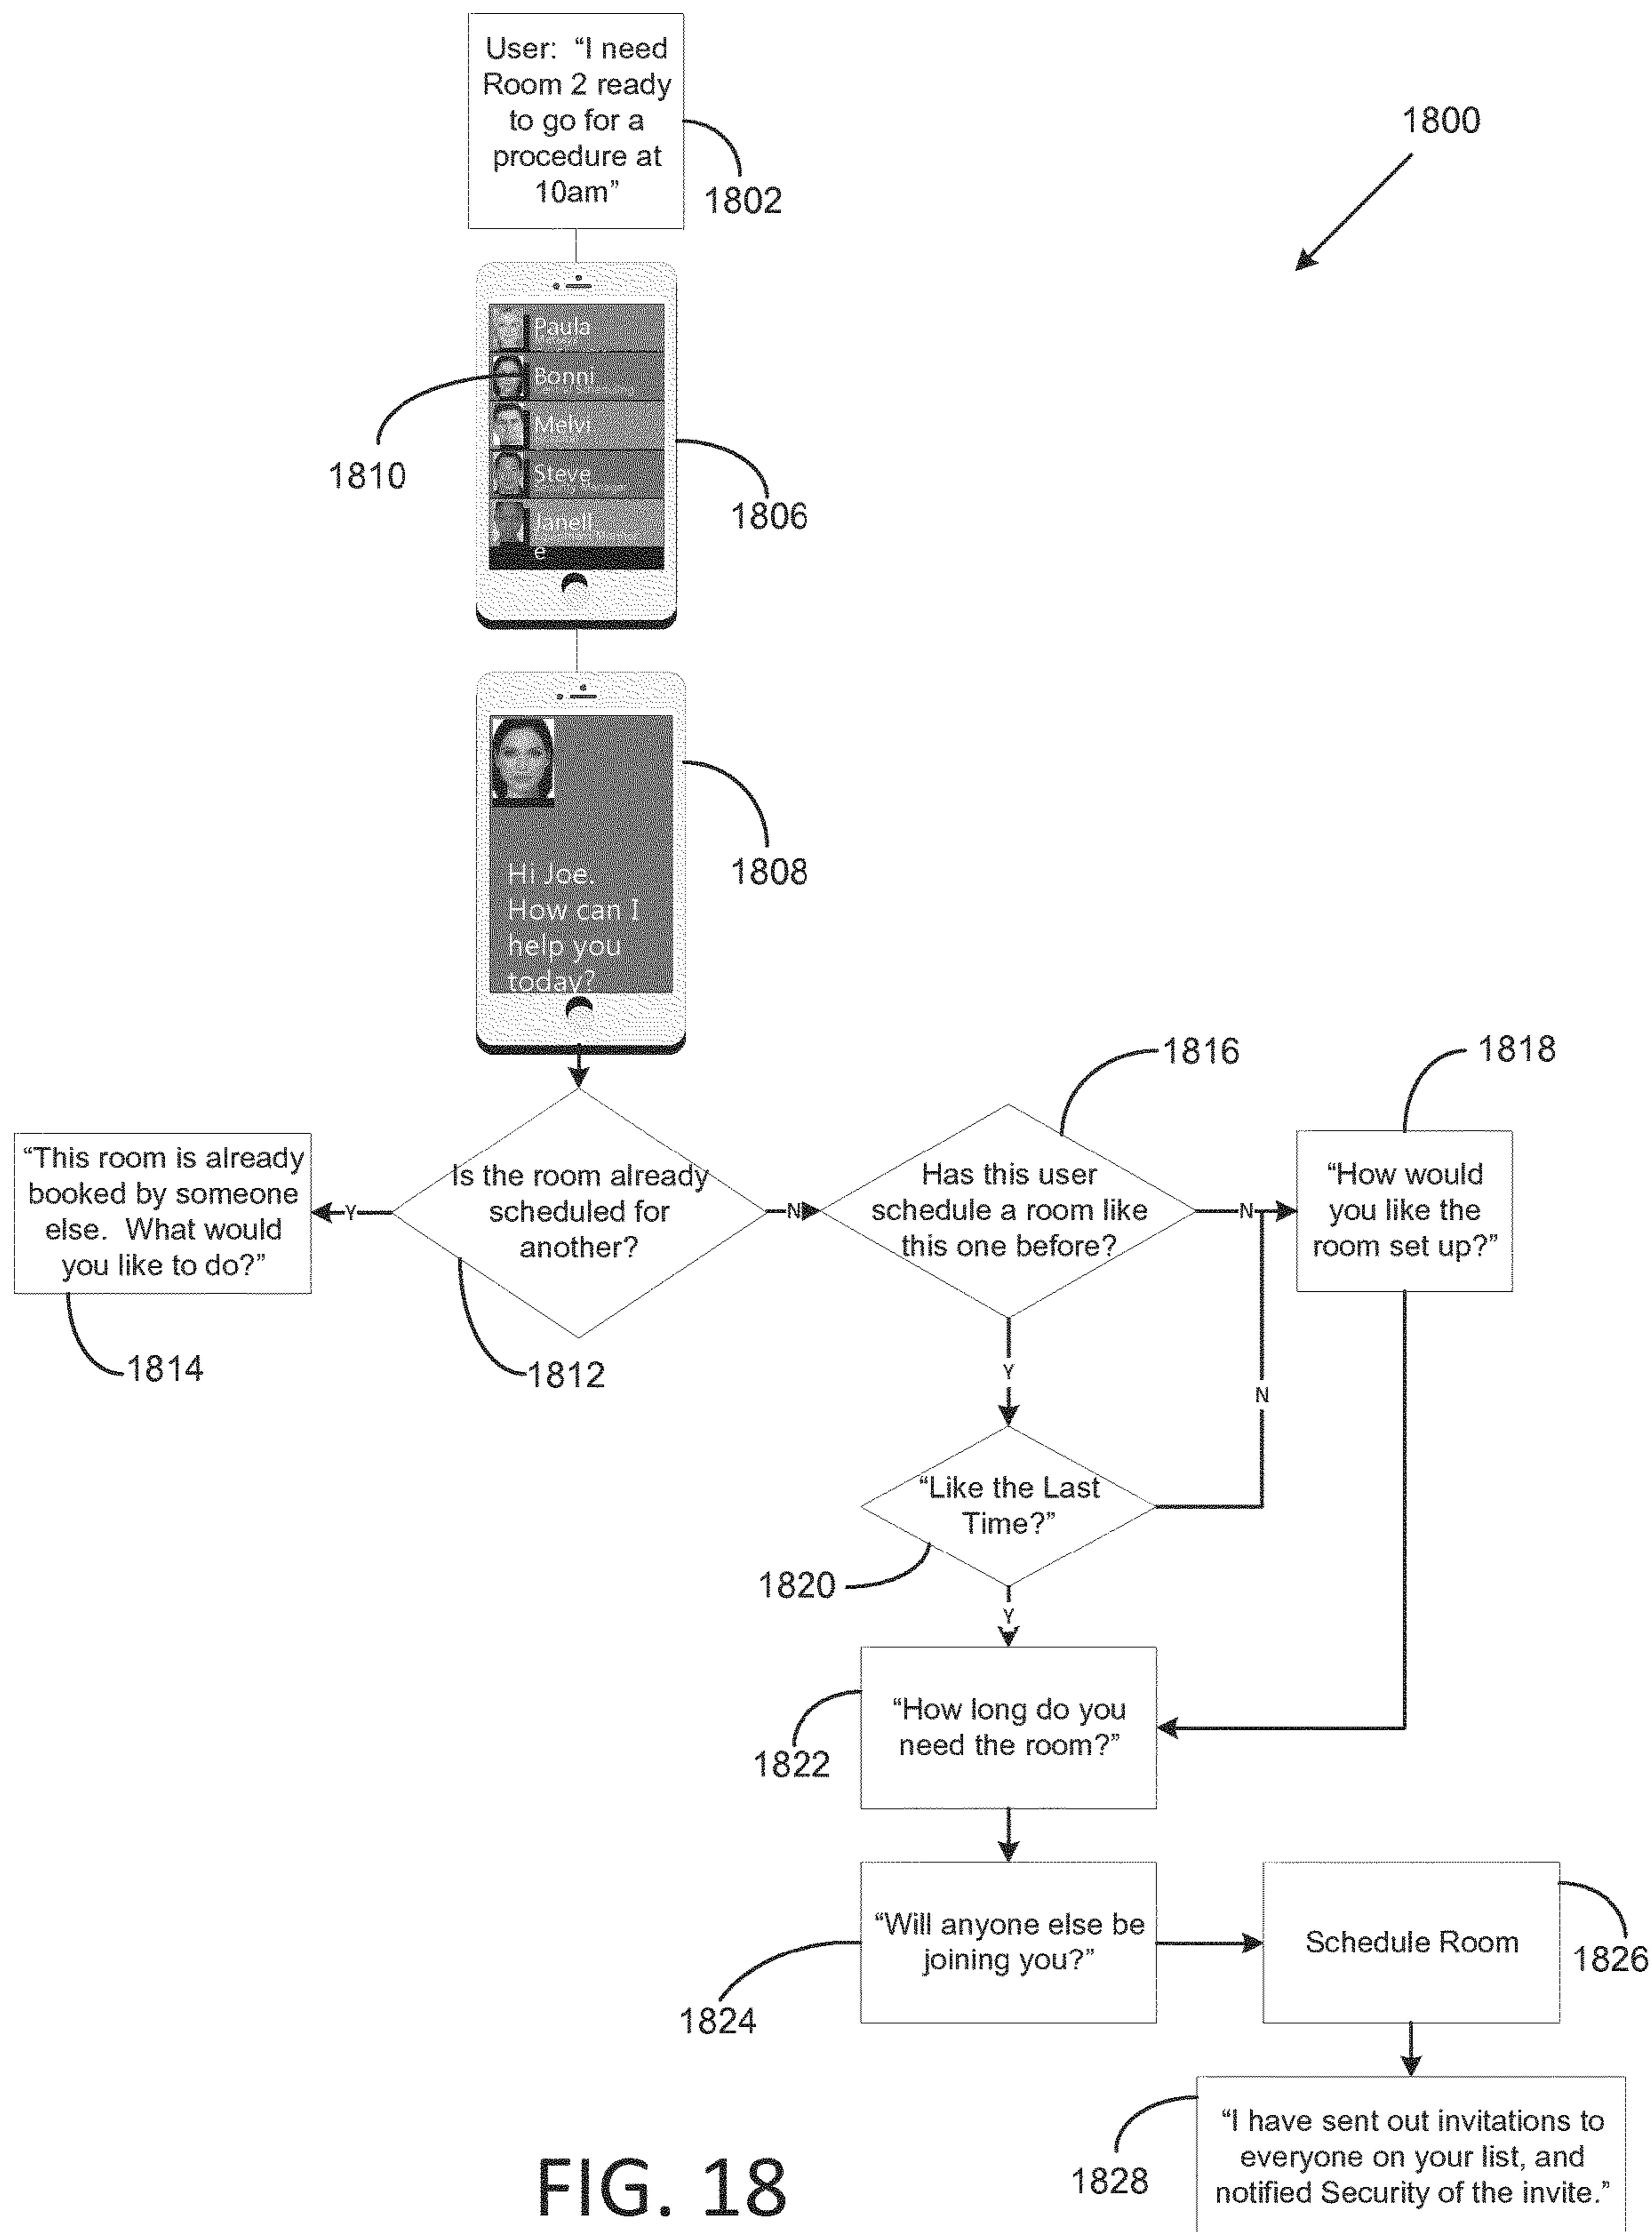 User: “I need
Room 2 ready
to go for a
procedure at
10am”
1802
1800
Paula
Bonni
Central Scheduling
Melvi
Hospital
Steve
Security Manager
Janell
e
1810
1806
Hi Joe.
How can I
help you
today?
1808
“This room is already
booked by someone
else. What would
you like to do?”
1814
Y
Is the room already
scheduled for
another?
1812
N
Has this user
schedule a room like
this one before?
1816
N
“How would
you like the
room set up?”
1818
Y
N
“Like the Last
Time?”
1820
Y
“How long do you
need the room?”
1822
“Will anyone else be
joining you?”
1824
Schedule Room
1826
“I have sent out invitations to
everyone on your list, and
notified Security of the invite.”
1828
FIG. 18